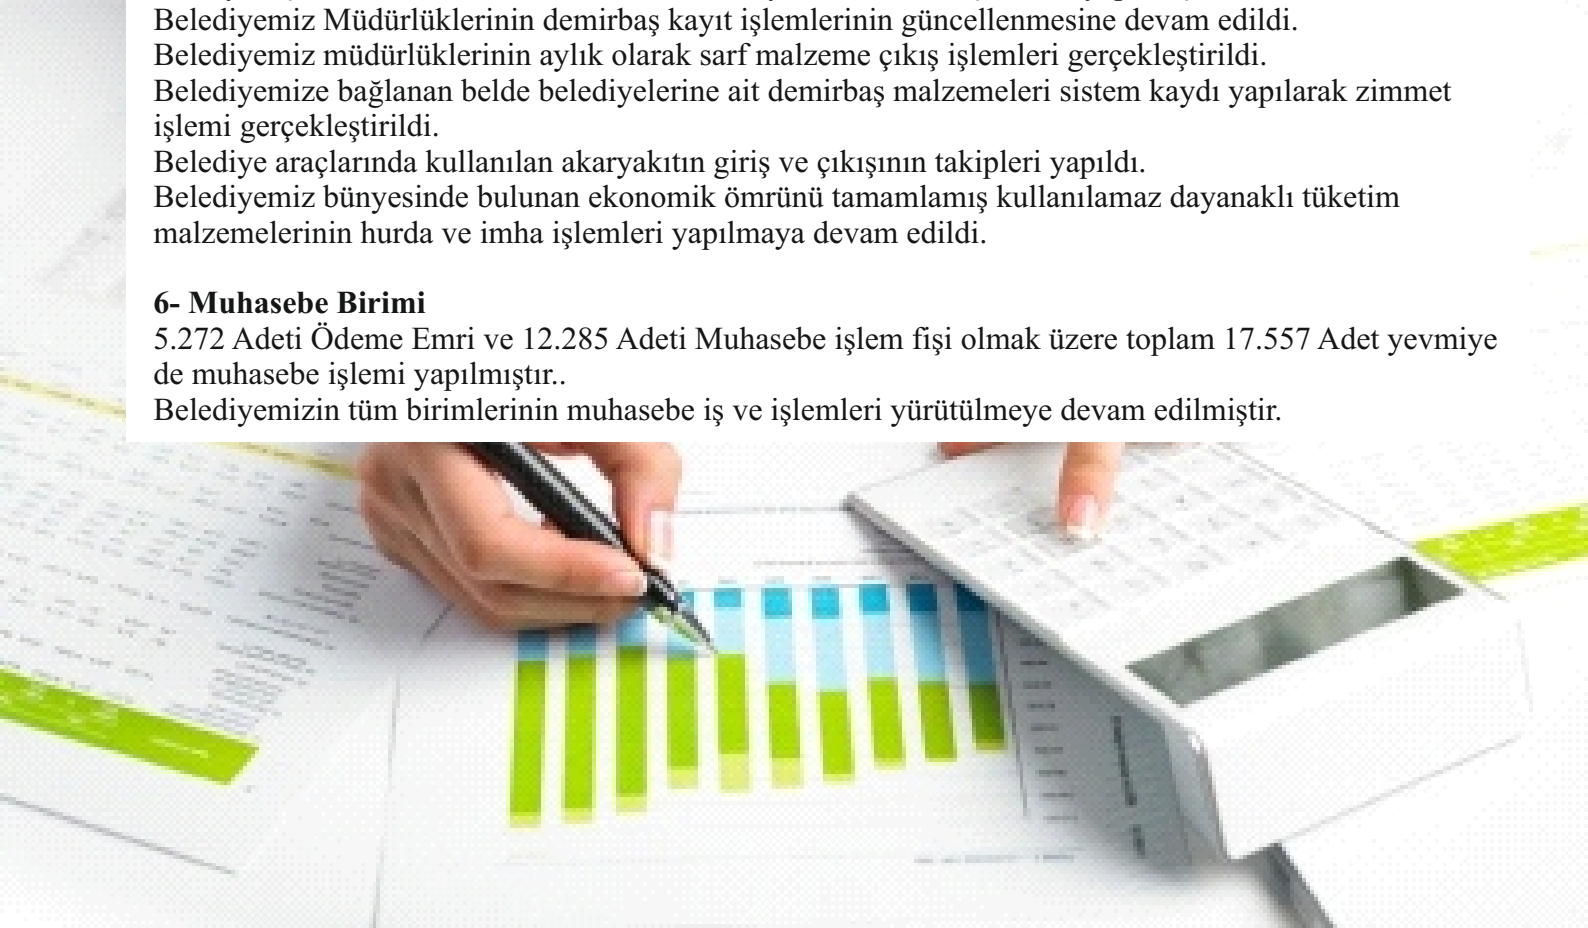 Belediyemiz Müdürlüklerinin demirbaş kayıt işlemlerinin güncellenmesine devam edildi.
Belediyemiz müdürlüklerinin aylık olarak sarf malzeme çıkış işlemleri gerçekleştirildi.
Belediyemize bağlanan belde belediyelerine ait demirbaş malzemeleri sistem kaydı yapılarak zimmet
işlemi gerçekleştirildi.
Belediye araçlarında kullanılan akaryakıtın giriş ve çıkışının takipleri yapıldı.
Belediyemiz bünyesinde bulunan ekonomik ömrünü tamamlamış kullanılamaz dayanaklı tüketim
malzemelerinin hurda ve imha işlemleri yapılmaya devam edildi.
6- Muhasebe Birimi
5.272 Adeti Ödeme Emri ve 12.285 Adeti Muhasebe işlem fişi olmak üzere toplam 17.557 Adet yevmiye
de muhasebe işlemi yapılmıştır..
Belediyemizin tüm birimlerinin muhasebe iş ve işlemleri yürütülmeye devam edilmiştir.